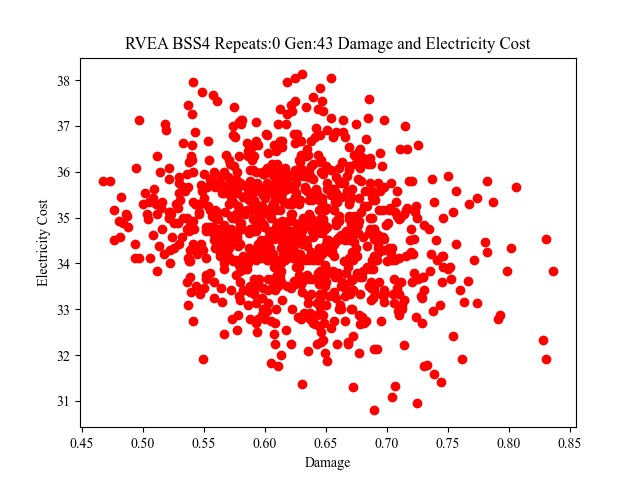 RVEA BSS4 Repeats:0 Gen:43 Damage and Electricity Cost
38
37
36
35
34
33
32
31
Electricity Cost
0.45 0.50 0.55 0.60 0.65 0.70 0.75 0.80 0.85
Damage